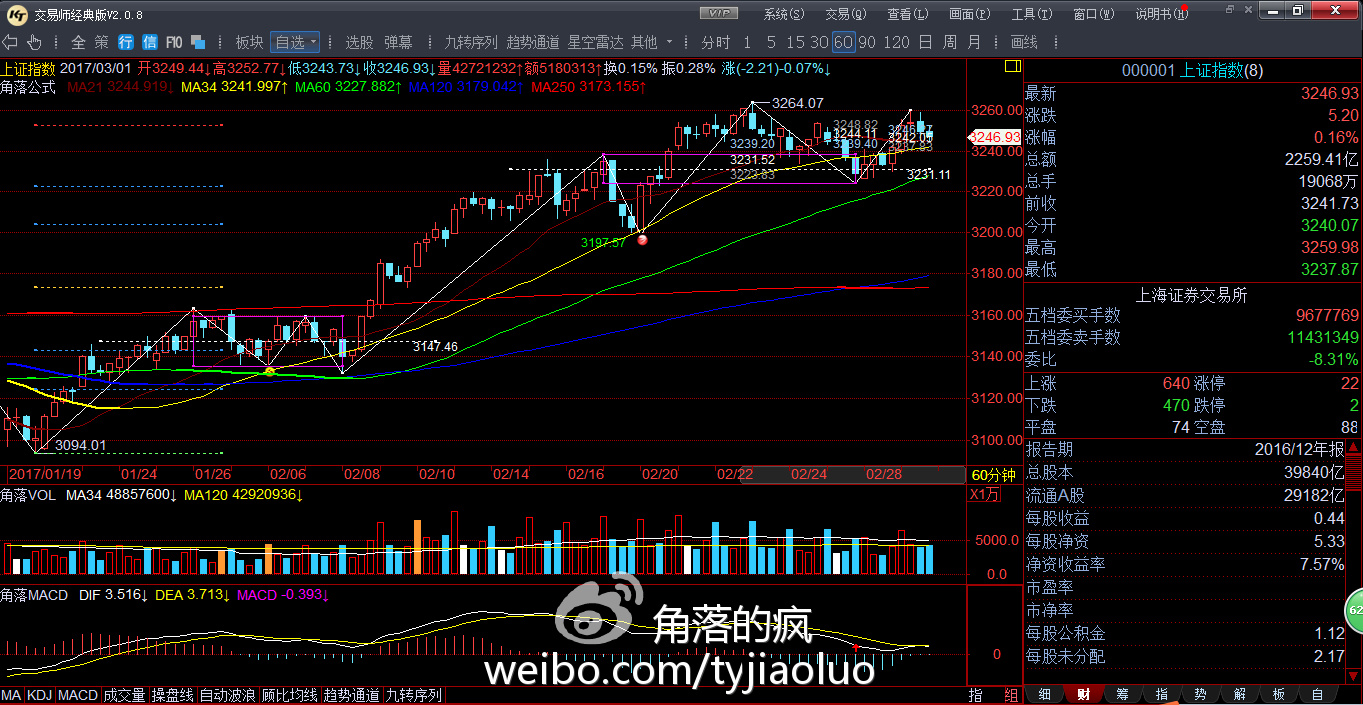 交易师经典版V2.0.8
VIP 系统(S) 交易(Q) 查看(L) 画面(P) 工具(T) 窗口(W) 说明书(H)
全 策 行 信 F10 板块 自选 选股 弹幕 九转序列 趋势通道 星空雷达 其他 分时 1 5 15 30 60 90 120 日 周 月 画线
上证指数 2017/03/01 开3249.44↓高3252.77↓低3243.73↓收3246.93↓量42721232↑额5180313↑换0.15% 振0.28% 涨(-2.21)-0.07%↓
角落公式 MA21 3244.919↓ MA34 3241.997↑ MA60 3227.882↑ MA120 3179.042↑ MA250 3173.155↑
3264.07
3248.82
3244.11
3239.20
3239.40
3231.52
3223.83
3231.11
3197.57
3147.46
3094.01
3260.00
3246.93
3240.00
3220.00
3200.00
3180.00
3160.00
3140.00
3120.00
3100.00
2017/01/19 01/24 01/26 02/06 02/08 02/10 02/14 02/16 02/20 02/22 02/24 02/28 60分钟
角落VOL MA34 48857600↓ MA120 42920936↓
X1万
5000.0
0.0
角落MACD DIF 3.516↓ DEA 3.713↓ MACD -0.393↓
0
角落的疯
weibo.com/tyjiaoluo
MA KDJ MACD 成交量 操盘线 自动波浪 顾比均线 趋势通道 九转序列 指 组
000001 上证指数(8)
最新 3246.93
涨跌 5.20
涨幅 0.16%
总额 2259.41亿
总手 19068万
前收 3241.73
今开 3240.07
最高 3259.98
最低 3237.87
上海证券交易所
五档委买手数 9677769
五档委卖手数 11431349
委比 -8.31%
上涨 640 涨停 22
下跌 470 跌停 2
平盘 74 空盘 88
报告期 2016/12年报
总股本 39840亿
流通A股 29182亿
每股收益 0.44
每股净资 5.33
净资收益率 7.57%
市盈率
市净率
每股公积金 1.12
每股未分配 2.17
62
细 财 筹 指 势 解 板 自